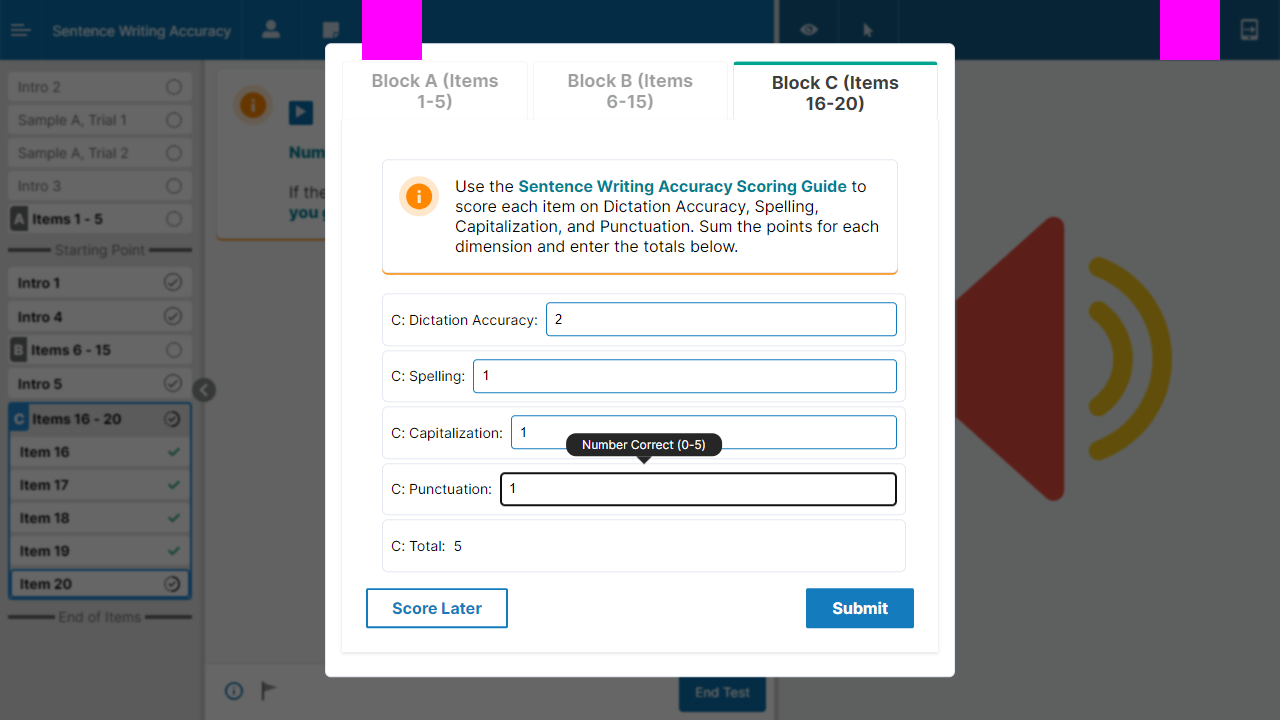 Sentence Writing Accuracy
Intro 2
Sample A, Trial 1
Sample A, Trial 2
Intro 3
A Items 1 - 5
Starting Point
Intro 1
Intro 4
B Items 6 - 15
Intro 5
C Items 16 - 20
Item 16
Item 17
Item 18
Item 19
Item 20
End of Items
If the
you
End Test
Block A (Items
1-5)
Block B (Items
6-15)
Block C (Items
16-20)
Use the Sentence Writing Accuracy Scoring Guide to
score each item on Dictation Accuracy, Spelling,
Capitalization, and Punctuation. Sum the points for each
dimension and enter the totals below.
C: Dictation Accuracy: 2
C: Spelling: 1
C: Capitalization: 1
Number Correct (0-5)
C: Punctuation: 1
C: Total: 5
Score Later
Submit